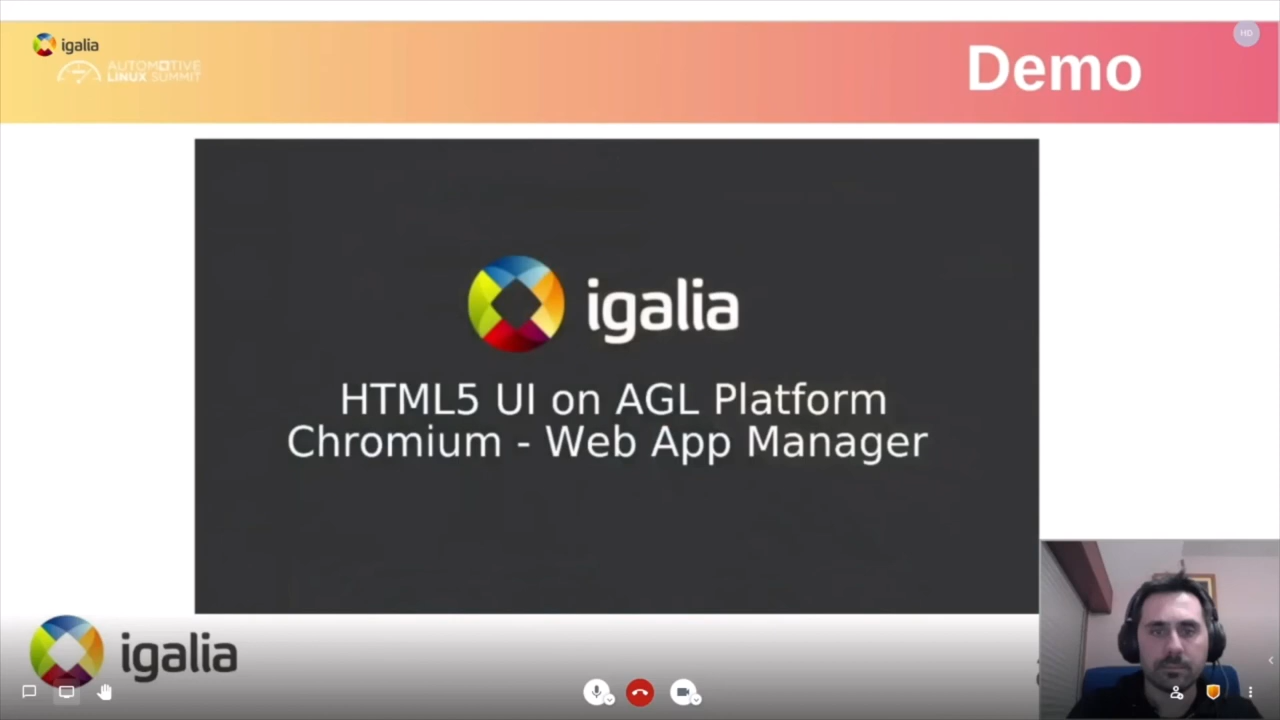 igalia
AUTOMOTIVE
LINUX SUMMIT
Demo
HD
igalia
HTML5 UI on AGL Platform
Chromium - Web App Manager
igalia